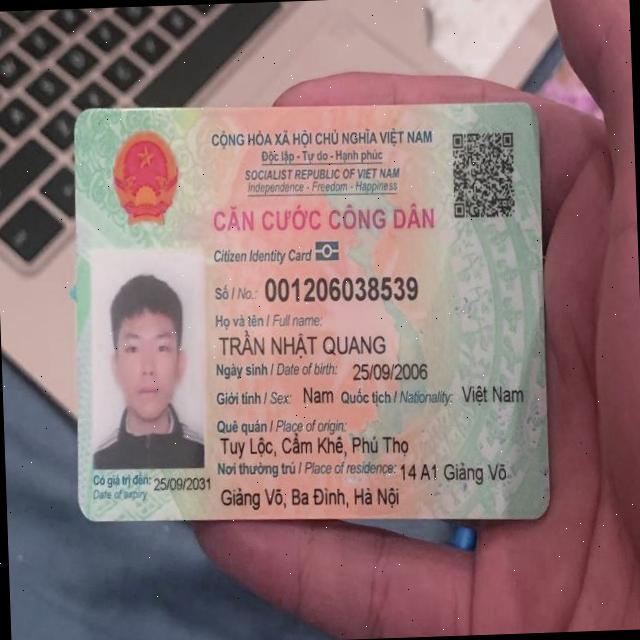 CỘNG HÒA XÃ HỘI CHỦ NGHĨA VIỆT NAM
Độc lập - Tự do - Hạnh phúc
SOCIALIST REPUBLIC OF VIET NAM
Independence - Freedom - Happiness
CĂN CƯỚC CÔNG DÂN
Citizen Identity Card
Số / No.: 001206038539
Họ và tên / Full name:
TRẦN NHẬT QUANG
Ngày sinh / Date of birth: 25/09/2006
Giới tính / Sex: Nam Quốc tịch / Nationality: Việt Nam
Quê quán / Place of origin:
Tuy Lộc, Cẩm Khê, Phú Thọ
Nơi thường trú / Place of residence: 14 A1 Giảng Võ
Giảng Võ, Ba Đình, Hà Nội
Có giá trị đến: 25/09/2031
Date of expiry